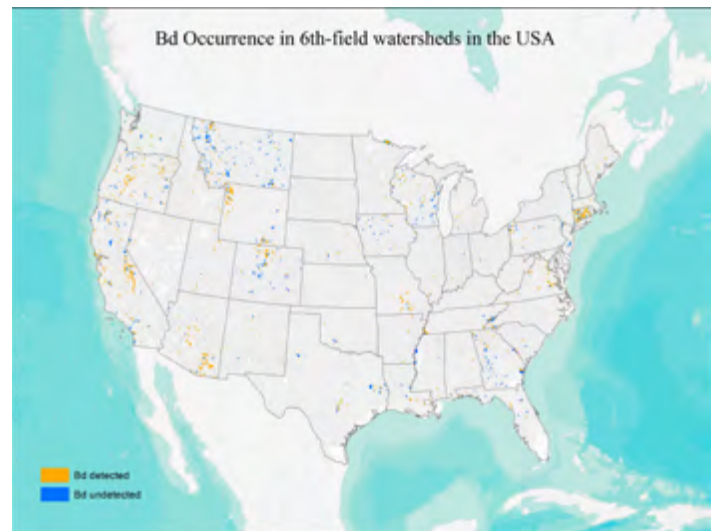 Bd Occurrence in 6th-field watersheds in the USA
Bd detected
Bd undetected